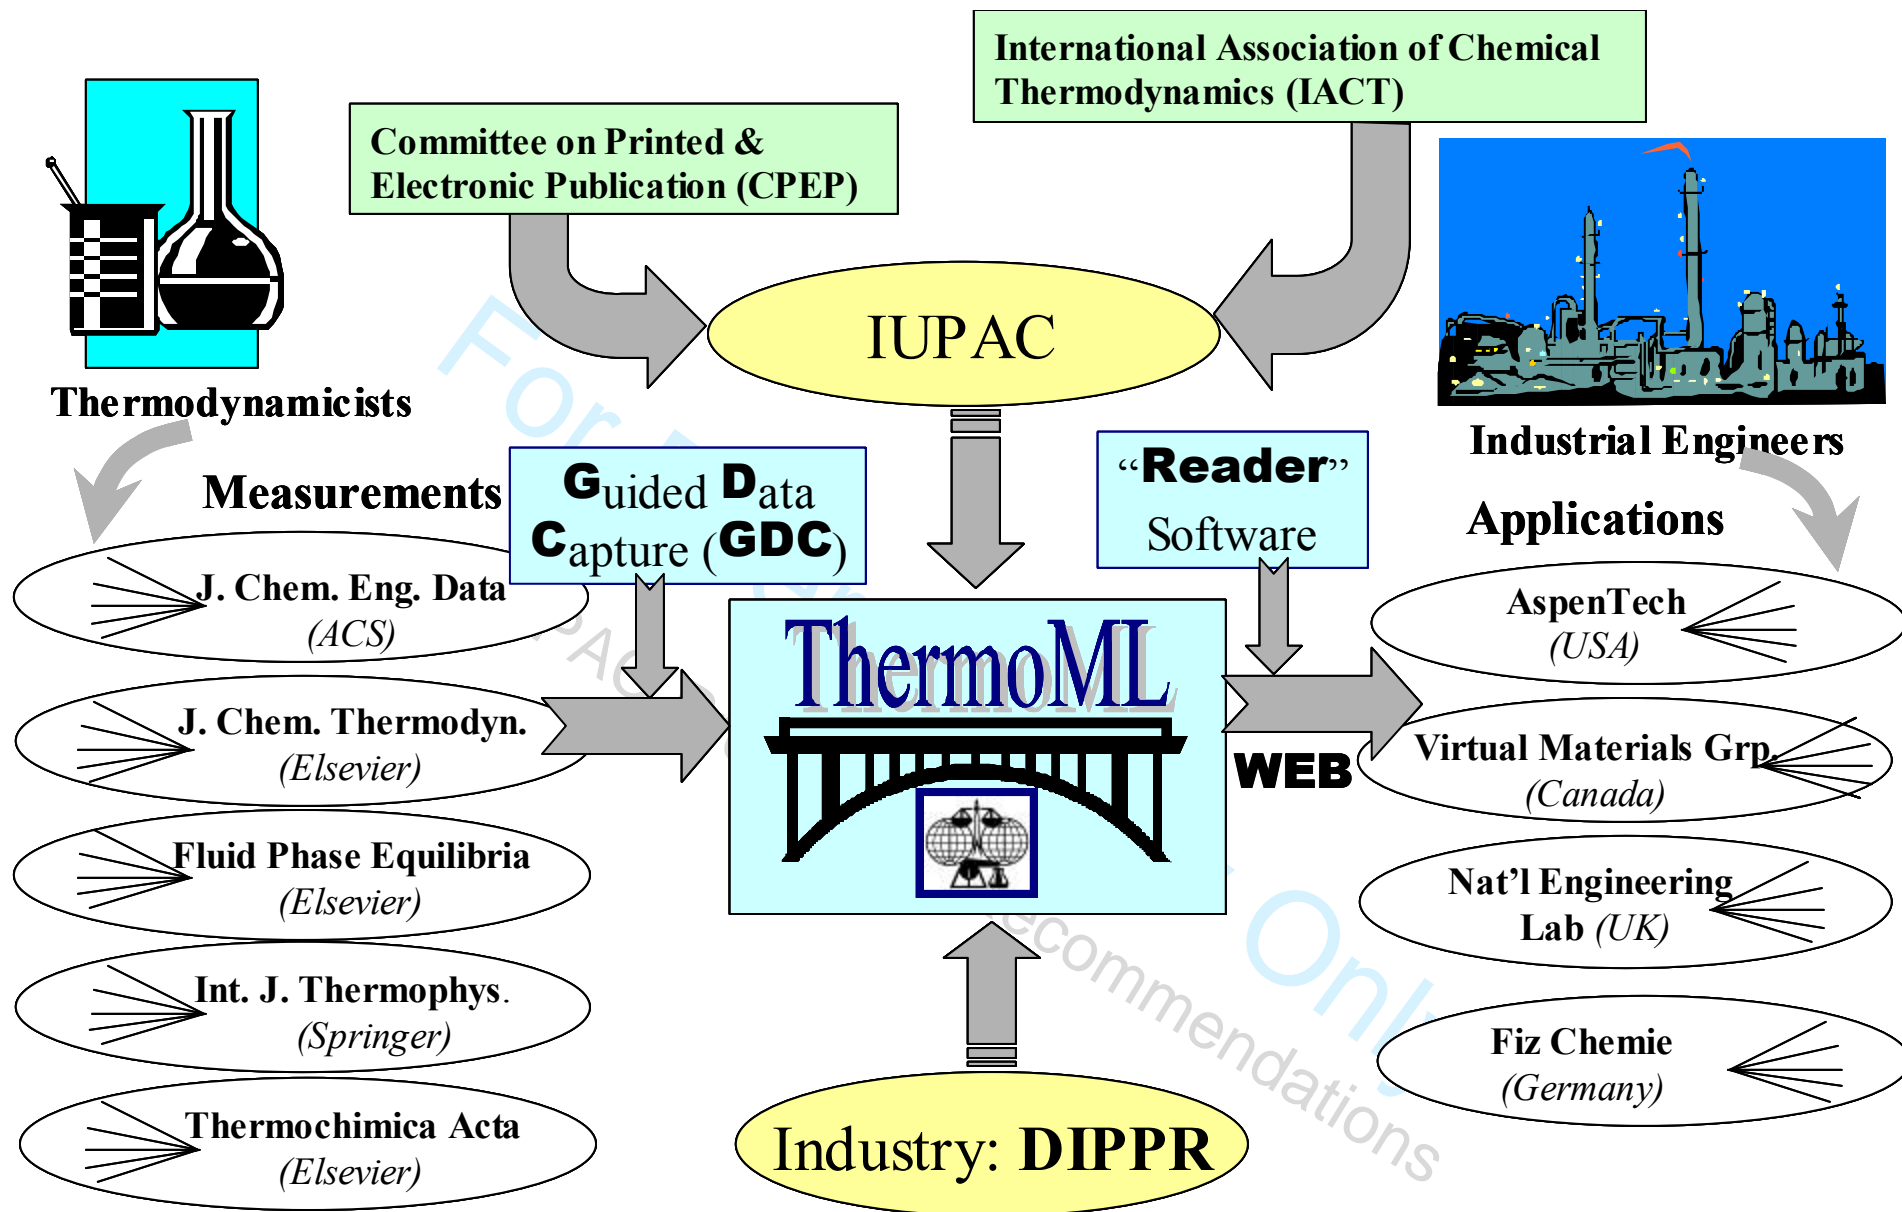 International Association of Chemical
Thermodynamics (IACT)
Committee on Printed &
Electronic Publication (CPEP)
IUPAC
Thermodynamicists
Industrial Engineers
Measurements
Guided Data
Capture (GDC)
“Reader”
Software
Applications
J. Chem. Eng. Data
(ACS)
J. Chem. Thermodyn.
(Elsevier)
Fluid Phase Equilibria
(Elsevier)
Int. J. Thermophys.
(Springer)
Thermochimica Acta
(Elsevier)
ThermoML
WEB
AspenTech
(USA)
Virtual Materials Grp.
(Canada)
Nat’l Engineering
Lab (UK)
Fiz Chemie
(Germany)
Industry: DIPPR
For
Only
Recommendations